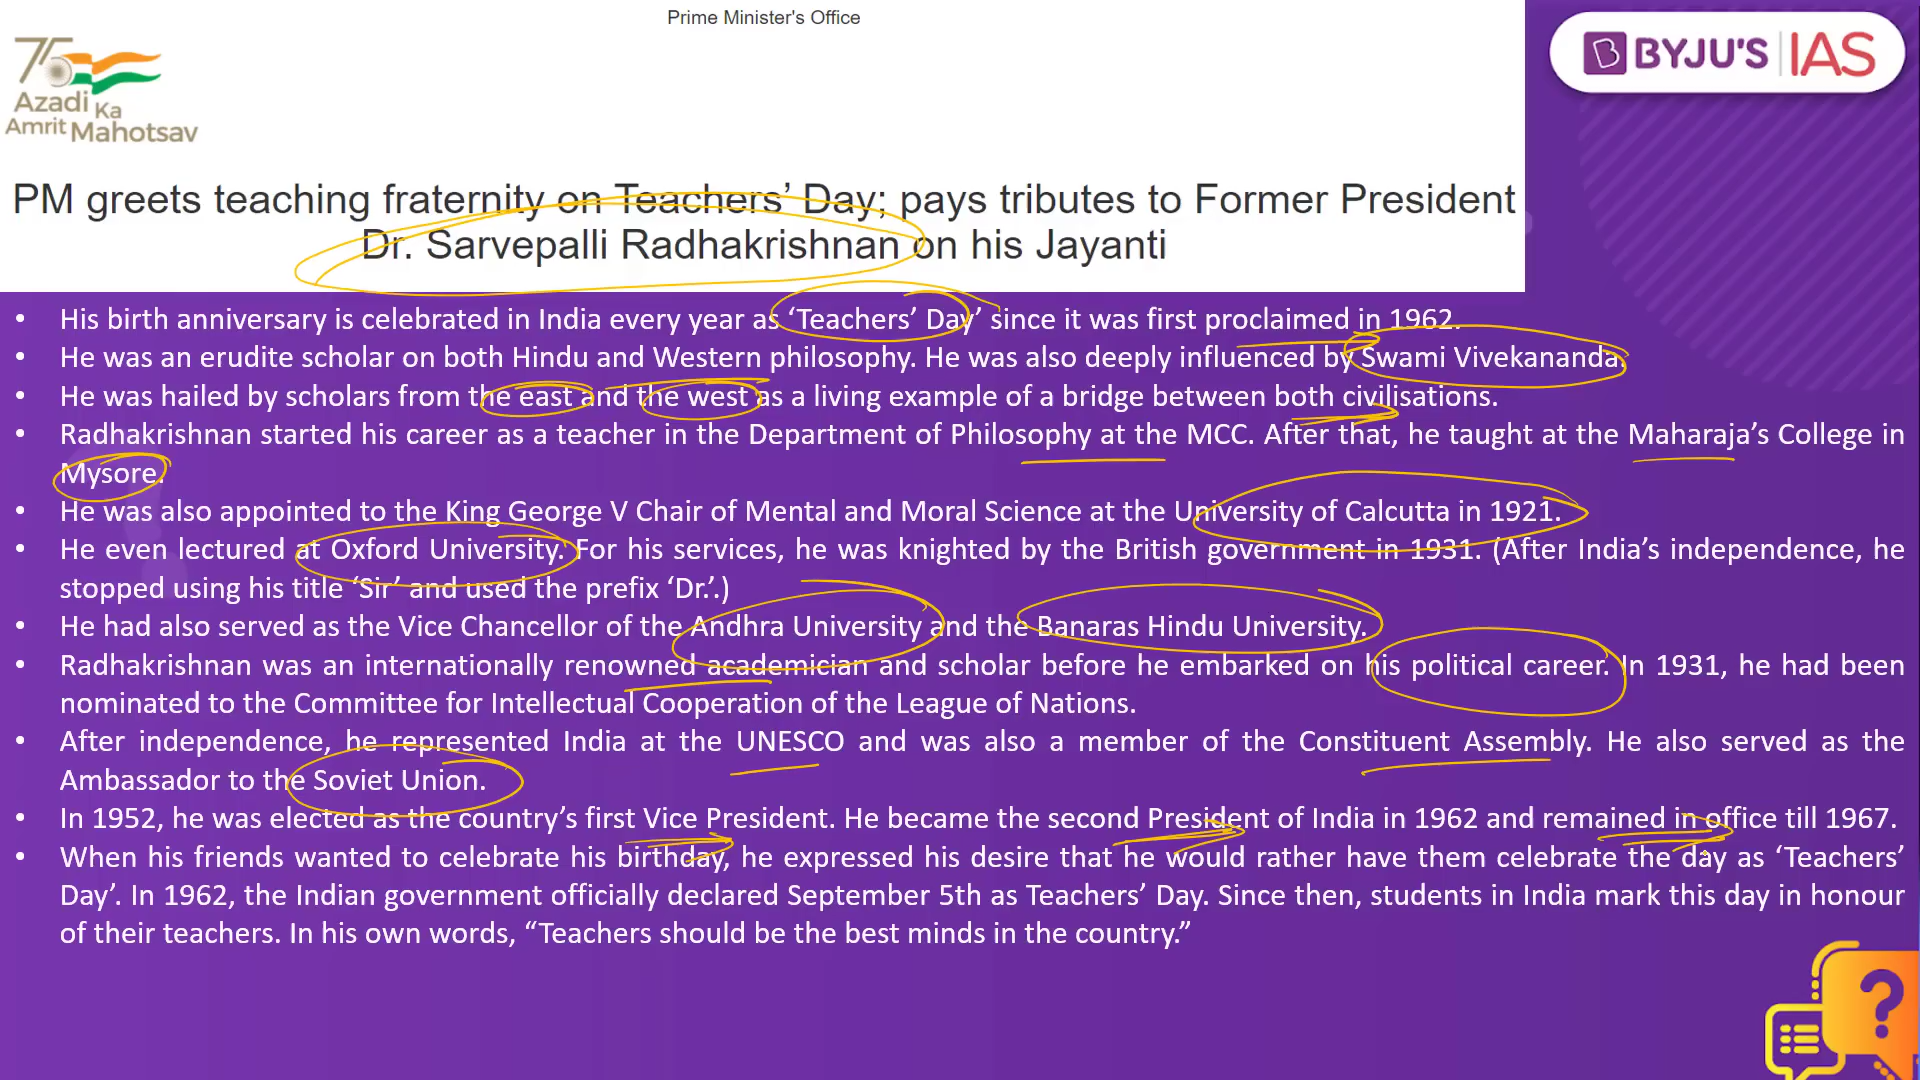 Prime Minister's Office
75
Azadi Ka
Amrit Mahotsav
BYJU'S IAS
PM greets teaching fraternity on Teachers' Day; pays tributes to Former President
Dr. Sarvepalli Radhakrishnan on his Jayanti
• His birth anniversary is celebrated in India every year as ‘Teachers’ Day’ since it was first proclaimed in 1962.
• He was an erudite scholar on both Hindu and Western philosophy. He was also deeply influenced by Swami Vivekananda.
• He was hailed by scholars from the east and the west as a living example of a bridge between both civilisations.
• Radhakrishnan started his career as a teacher in the Department of Philosophy at the MCC. After that, he taught at the Maharaja’s College in
Mysore.
• He was also appointed to the King George V Chair of Mental and Moral Science at the University of Calcutta in 1921.
• He even lectured at Oxford University. For his services, he was knighted by the British government in 1931. (After India’s independence, he
stopped using his title ‘Sir’ and used the prefix ‘Dr.’.)
• He had also served as the Vice Chancellor of the Andhra University and the Banaras Hindu University.
• Radhakrishnan was an internationally renowned academician and scholar before he embarked on his political career. In 1931, he had been
nominated to the Committee for Intellectual Cooperation of the League of Nations.
• After independence, he represented India at the UNESCO and was also a member of the Constituent Assembly. He also served as the
Ambassador to the Soviet Union.
• In 1952, he was elected as the country’s first Vice President. He became the second President of India in 1962 and remained in office till 1967.
• When his friends wanted to celebrate his birthday, he expressed his desire that he would rather have them celebrate the day as ‘Teachers’
Day’. In 1962, the Indian government officially declared September 5th as Teachers’ Day. Since then, students in India mark this day in honour
of their teachers. In his own words, “Teachers should be the best minds in the country.”
?